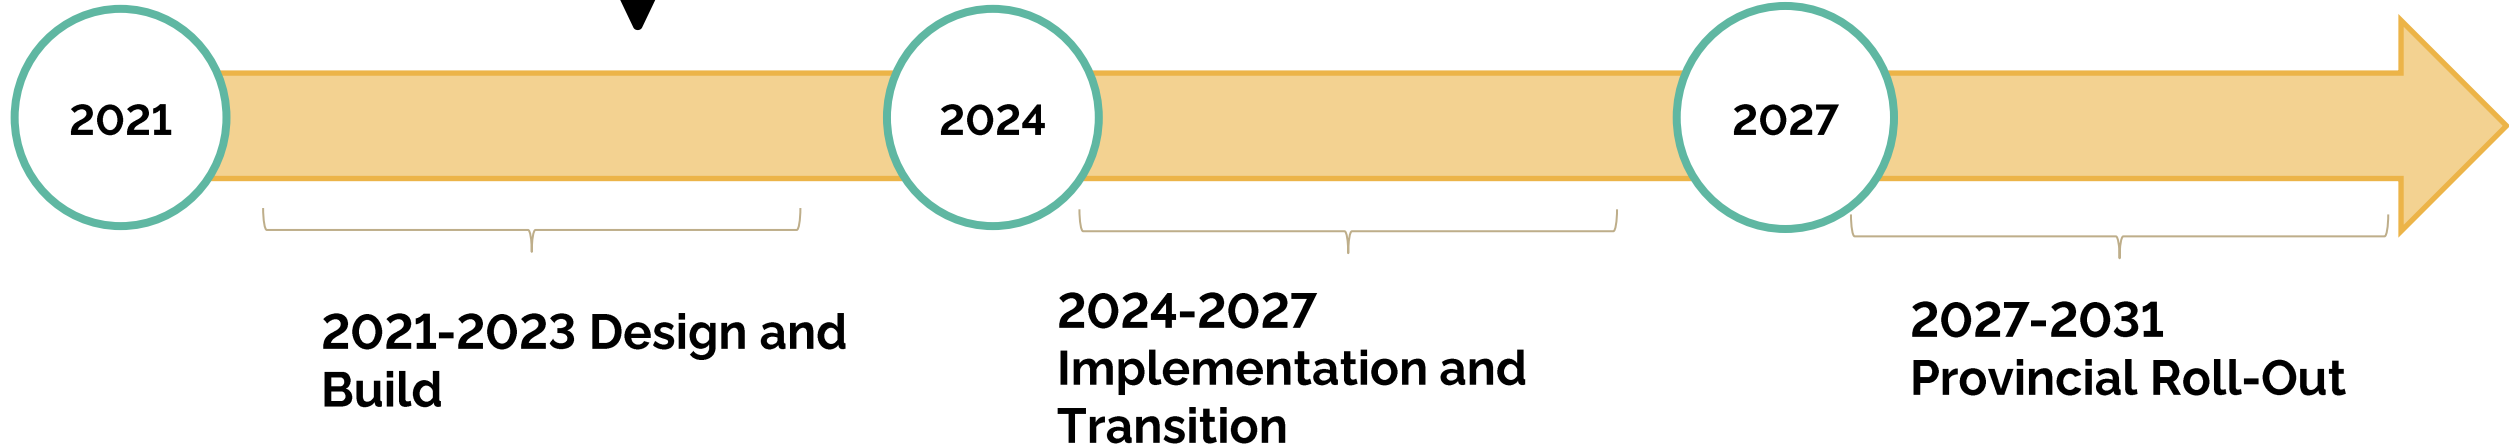 2021
2024
2027
2021-2023 Design and
Build
2024-2027
Implementation and
Transition
2027- 2031
Provincial Roll-Out